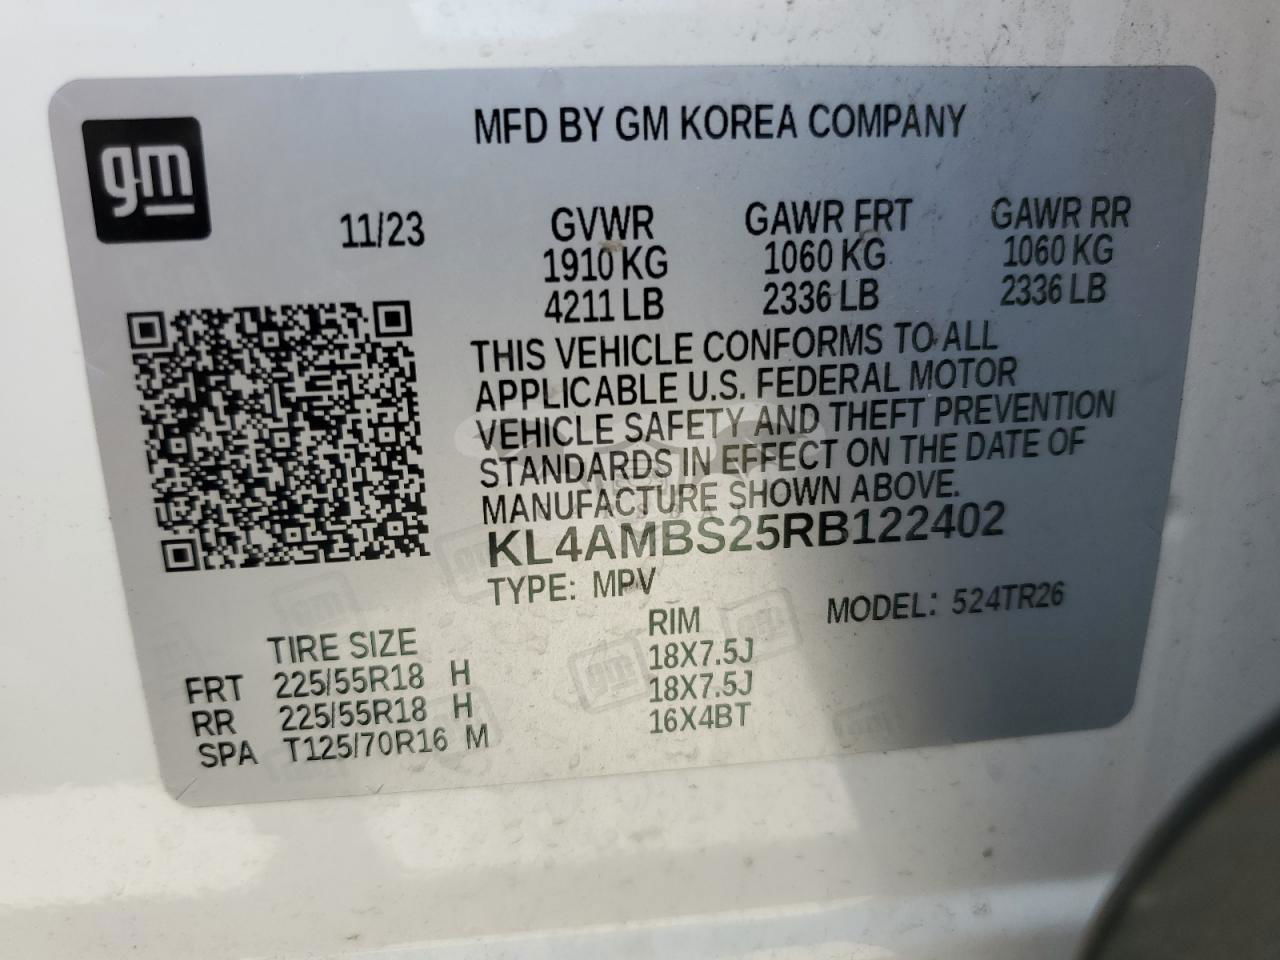 gm
MFD BY GM KOREA COMPANY
11/23 GVWR GAWR FRT GAWR RR
1910 KG 1060 KG 1060 KG
4211 LB 2336 LB 2336 LB
THIS VEHICLE CONFORMS TO ALL
APPLICABLE U.S. FEDERAL MOTOR
VEHICLE SAFETY AND THEFT PREVENTION
STANDARDS IN EFFECT ON THE DATE OF
MANUFACTURE SHOWN ABOVE.
KL4AMBS25RB122402
TYPE: MPV MODEL: 524TR26
TIRE SIZE RIM
FRT 225/55R18 H 18X7.5J
RR 225/55R18 H 18X7.5J
SPA T125/70R16 M 16X4BT